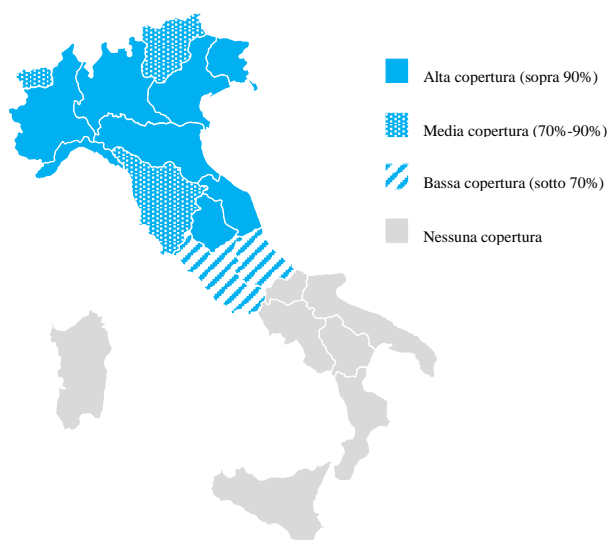 Alta copertura (sopra 90%)
Media copertura (70%-90%)
Bassa copertura (sotto 70%)
Nessuna copertura